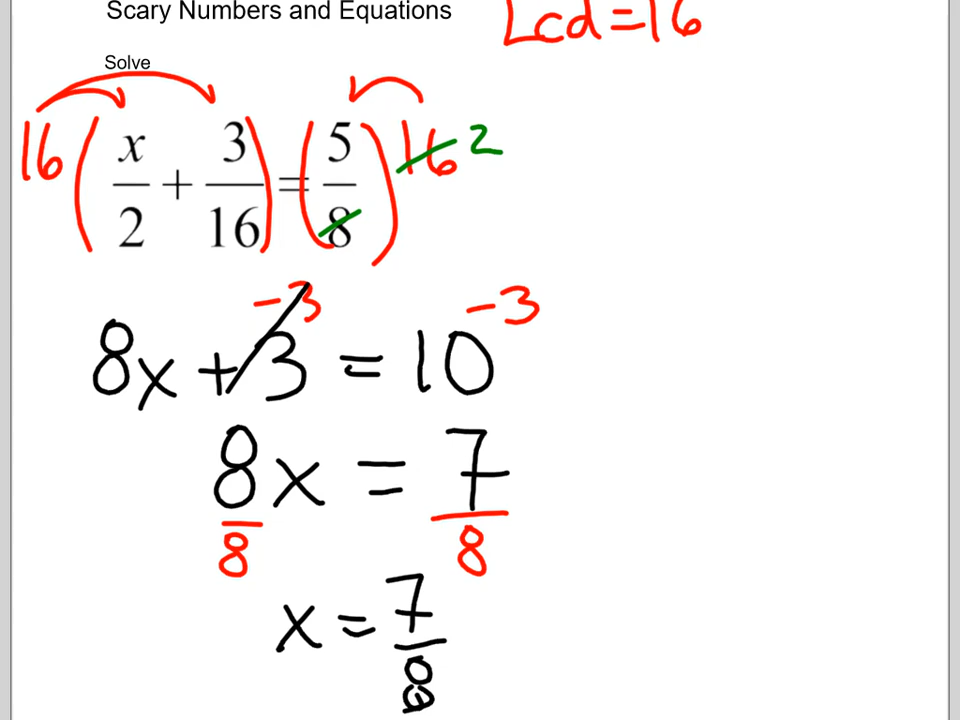 Scary Numbers and Equations
Lcd = 16
Solve
16 ( x/2 + 3/16 ) = ( 5/8 ) 16 2
-3 -3
8x + 3 = 10
8x = 7
8 8
x = 7/8